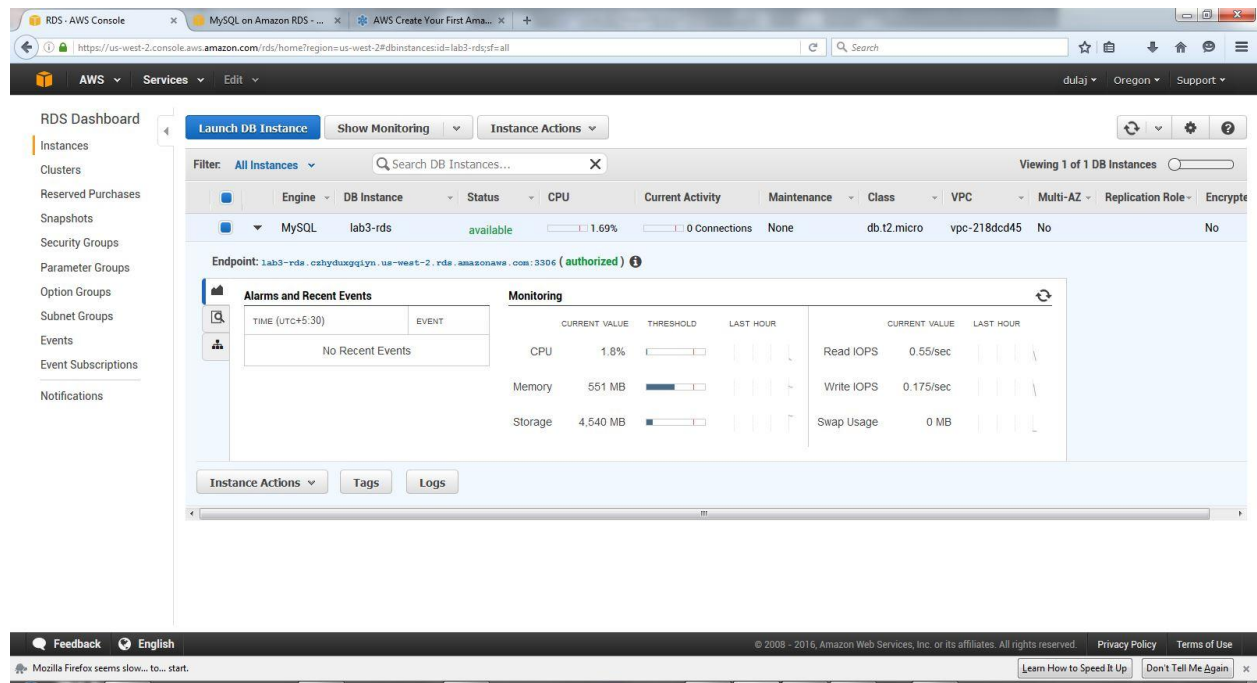 RDS · AWS Console
MySQL on Amazon RDS - ...
AWS Create Your First Ama...
https://us-west-2.console.aws.amazon.com/rds/home?region=us-west-2#dbinstances:id=lab3-rds;sf=all
Search
AWS Services Edit
dulaj Oregon Support
RDS Dashboard
Instances
Clusters
Reserved Purchases
Snapshots
Security Groups
Parameter Groups
Option Groups
Subnet Groups
Events
Event Subscriptions
Notifications
Launch DB Instance Show Monitoring Instance Actions
Filter: All Instances Search DB Instances... Viewing 1 of 1 DB Instances
Engine DB Instance Status CPU Current Activity Maintenance Class VPC Multi-AZ Replication Role Encrypte
MySQL lab3-rds available 1.69% 0 Connections None db.t2.micro vpc-218dcd45 No No
Endpoint: lab3-rds.czhyduxgqiyn.us-west-2.rds.amazonaws.com:3306 ( authorized )
Alarms and Recent Events
TIME (UTC+5:30) EVENT
No Recent Events
Monitoring
CURRENT VALUE THRESHOLD LAST HOUR CURRENT VALUE LAST HOUR
CPU 1.8% Read IOPS 0.55/sec
Memory 551 MB Write IOPS 0.175/sec
Storage 4,540 MB Swap Usage 0 MB
Instance Actions Tags Logs
Feedback English
© 2008 - 2016, Amazon Web Services, Inc. or its affiliates. All rights reserved. Privacy Policy Terms of Use
Mozilla Firefox seems slow... to... start.
Learn How to Speed It Up Don't Tell Me Again